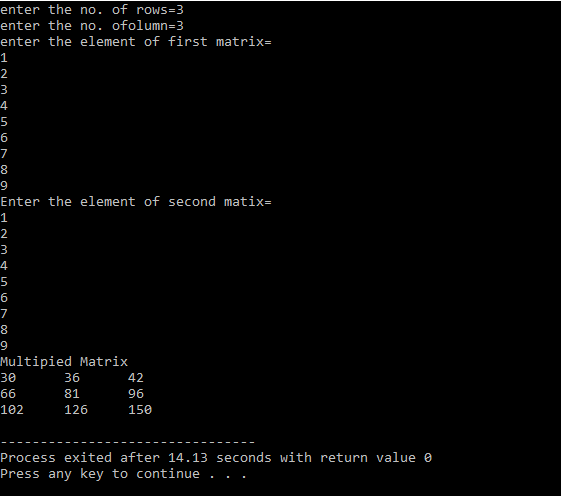 enter the no. of rows=3
enter the no. ofolumn=3
enter the element of first matrix=
1
2
3
4
5
6
7
8
9
Enter the element of second matix=
1
2
3
4
5
6
7
8
9
Multipied Matrix
30 36 42
66 81 96
102 126 150
--------------------------------
Process exited after 14.13 seconds with return value 0
Press any key to continue . . .